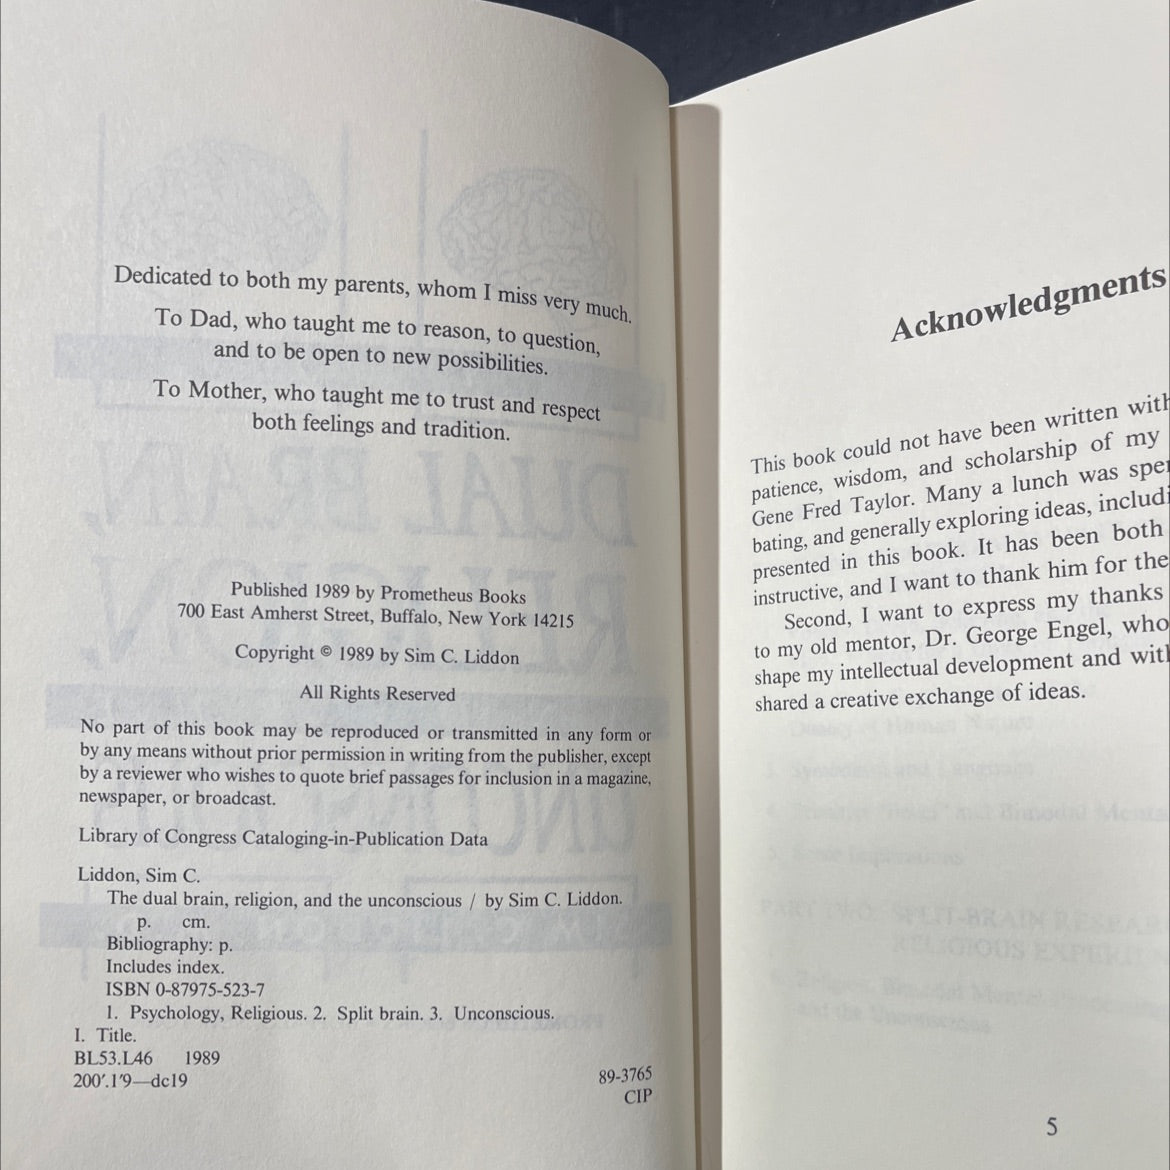 Dedicated to both my parents, whom I miss very much.
To Dad, who taught me to reason, to question,
and to be open to new possibilities.
To Mother, who taught me to trust and respect
both feelings and tradition.
Published 1989 by Prometheus Books
700 East Amherst Street, Buffalo, New York 14215
Copyright © 1989 by Sim C. Liddon
All Rights Reserved
No part of this book may be reproduced or transmitted in any form or
by any means without prior permission in writing from the publisher, except
by a reviewer who wishes to quote brief passages for inclusion in a magazine,
newspaper, or broadcast.
Library of Congress Cataloging-in-Publication Data
Liddon, Sim C.
The dual brain, religion, and the unconscious / by Sim C. Liddon.
p. cm.
Bibliography: p.
Includes index.
ISBN 0-87975-523-7
1. Psychology, Religious. 2. Split brain. 3. Unconscious.
I. Title.
BL53.L46 1989
200'.1'9—dc19
89-3765
CIP
Acknowledgments
This book could not have been written with
patience, wisdom, and scholarship of my
Gene Fred Taylor. Many a lunch was spe
bating, and generally exploring ideas, includi
presented in this book. It has been both
instructive, and I want to thank him for the
Second, I want to express my thanks
to my old mentor, Dr. George Engel, who
shape my intellectual development and with
shared a creative exchange of ideas.
5